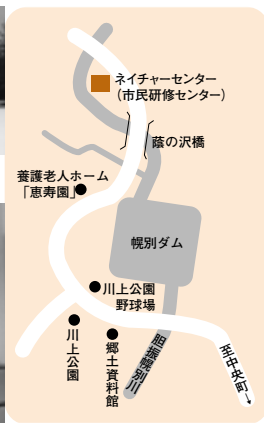 ネイチャーセンター
(市民研修センター)
蔭の沢橋
養護老人ホーム
「恵寿園」
幌別ダム
川上公園
野球場
川上公園
郷土資料館
胆振幌別川
至中央町→